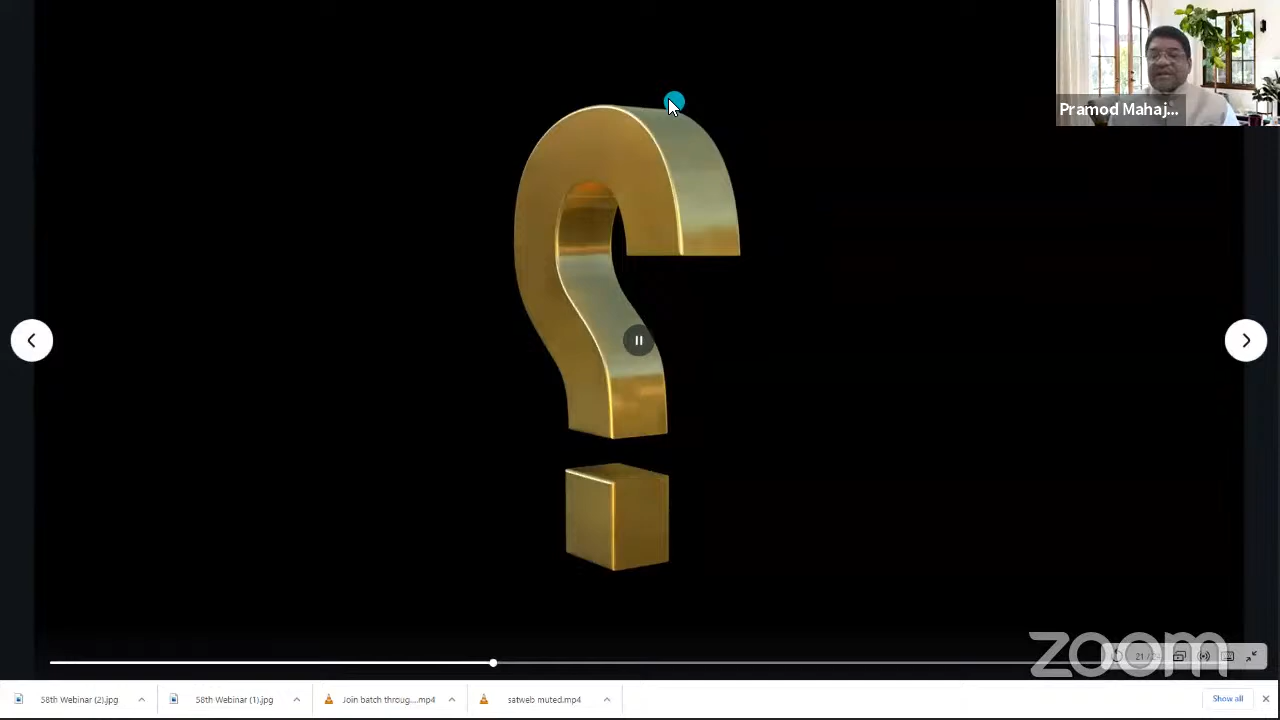 Pramod Mahaj...
zoom
58th Webinar (2).jpg
58th Webinar (1).jpg
Join batch throug....mp4
satweb muted.mp4
Show all